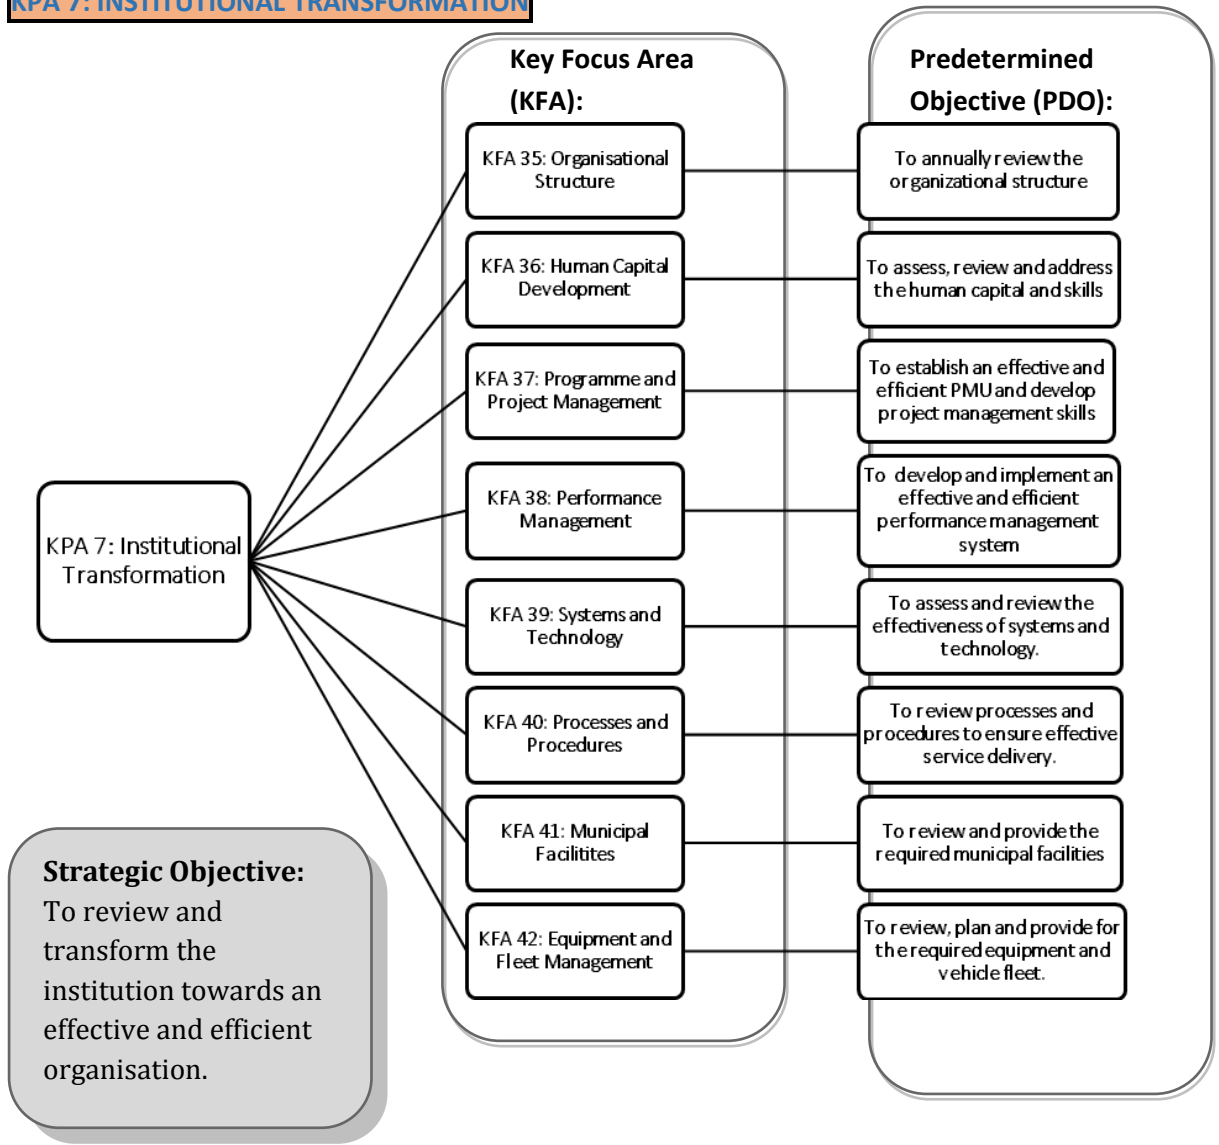 KPA 7: INSTITUTIONAL TRANSFORMATION
Key Focus Area
(KFA):
Predetermined
Objective (PDO):
KPA 7: Institutional
Transformation
KFA 35: Organisational
Structure
To annually review the
organizational structure
KFA 36: Human Capital
Development
To assess, review and address
the human capital and skills
KFA 37: Programme and
Project Management
To establish an effective and
efficient PMU and develop
project management skills
KFA 38: Performance
Management
To develop and implement an
effective and efficient
performance management
system
KFA 39: Systems and
Technology
To assess and review the
effectiveness of systems and
technology.
KFA 40: Processes and
Procedures
To review processes and
procedures to ensure effective
service delivery.
KFA 41: Municipal
Facilitites
To review and provide the
required municipal facilities
KFA 42: Equipment and
Fleet Management
To review, plan and provide for
the required equipment and
vehicle fleet.
Strategic Objective:
To review and
transform the
institution towards an
effective and efficient
organisation.